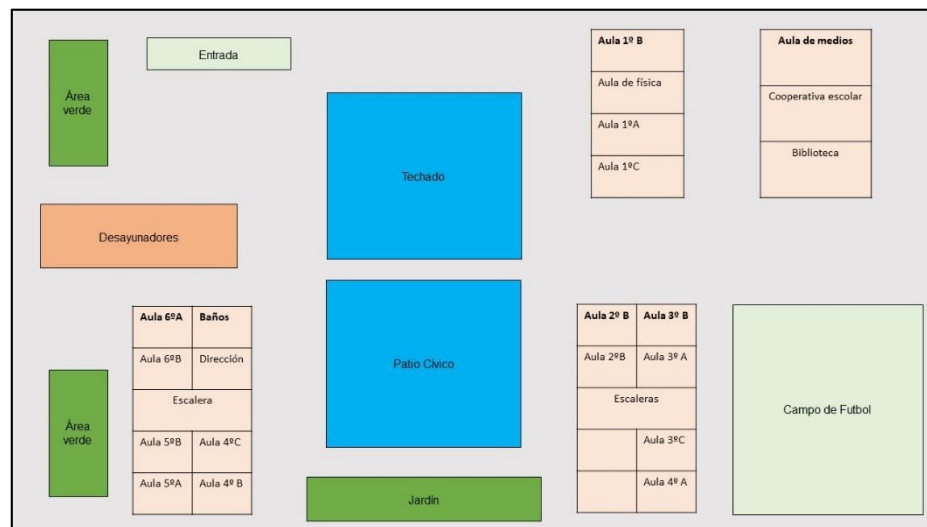 Entrada
Área
verde
Techado
Aula 1º B
Aula de física
Aula 1ºA
Aula 1ºC
Aula de medios
Cooperativa escolar
Biblioteca
Desayunadores
Aula 6ºA Baños
Aula 6ºB Dirección
Escalera
Aula 5ºB Aula 4ºC
Aula 5ºA Aula 4º B
Área
verde
Patio Cívico
Jardín
Aula 2º B Aula 3º B
Aula 2ºB Aula 3º A
Escaleras
Aula 3ºC
Aula 4º A
Campo de Futbol